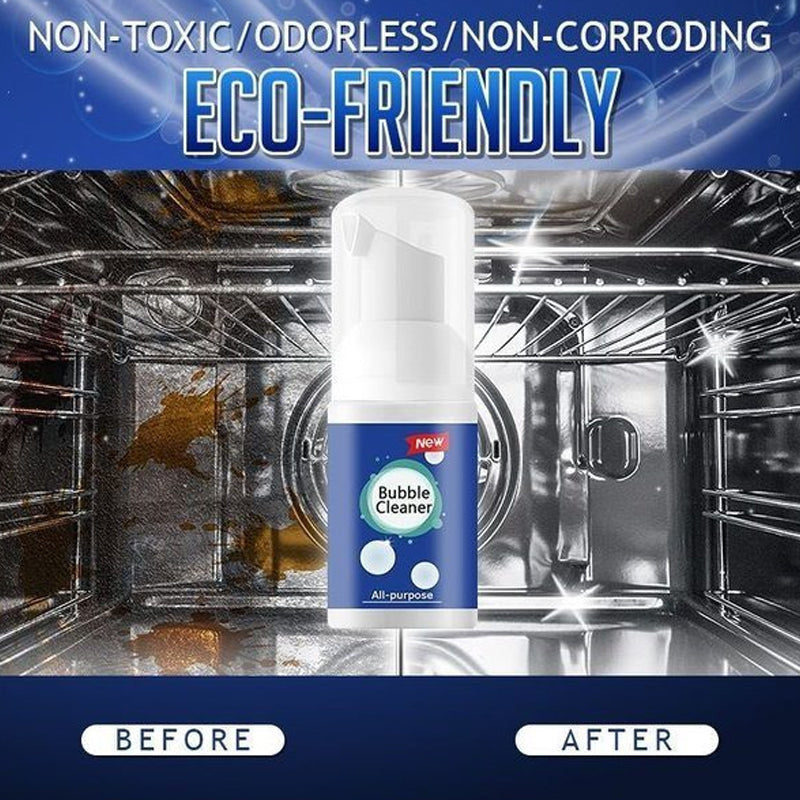 NON-TOXIC/ODORLESS/NON-CORRODING
ECO-FRIENDLY
New
Bubble
Cleaner
All-purpose
BEFORE
AFTER